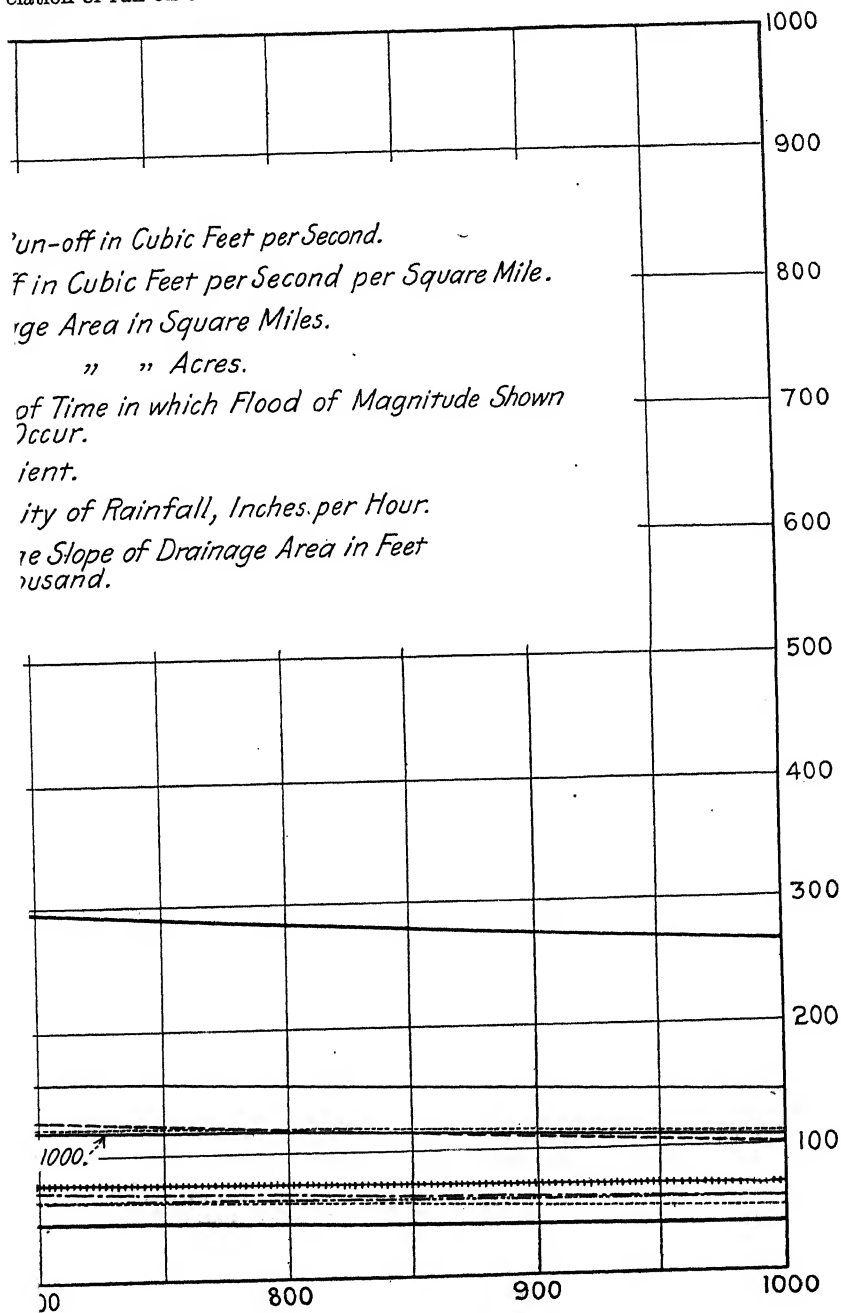 1000
900
'un-off in Cubic Feet per Second.
f in Cubic Feet per Second per Square Mile.
800
ge Area in Square Miles.
" " Acres.
of Time in which Flood of Magnitude Shown
700
Occur.
ient.
ity of Rainfall, Inches per Hour.
600
e Slope of Drainage Area in Feet
ousand.
500
400
300
200
100
1000.
00 800 900 1000